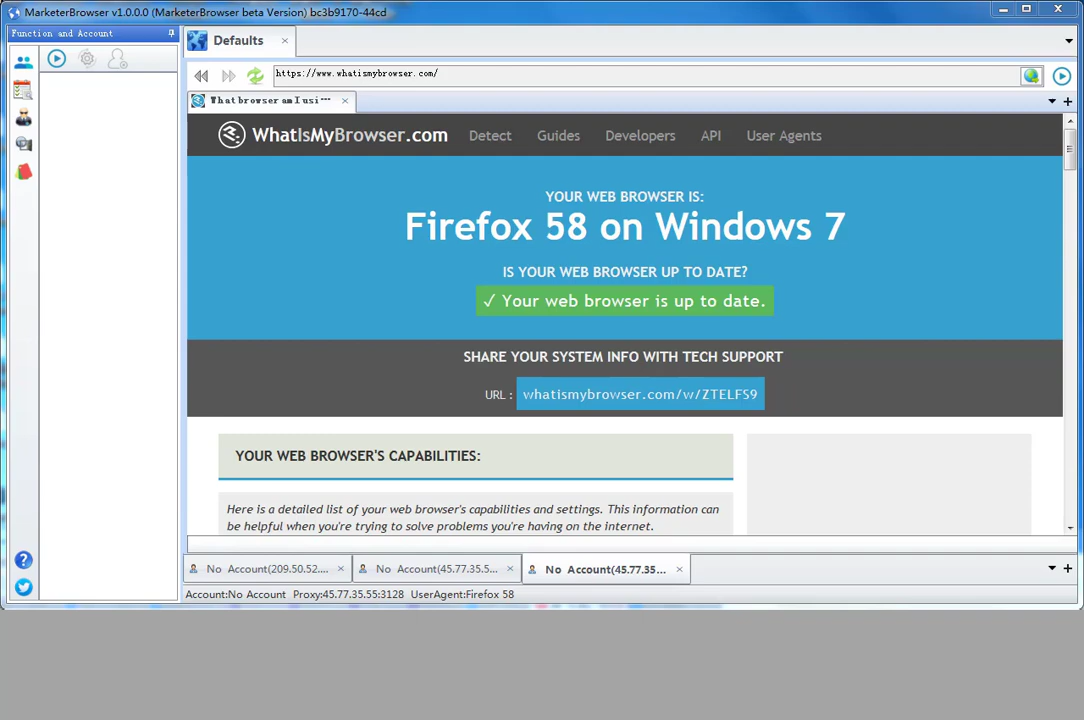 MarketerBrowser v1.0.0.0 (MarketerBrowser beta Version) bc3b9170-44cd
Function and Account
Defaults
https://www.whatismybrowser.com/
What browser am I usi...
WhatIsMyBrowser.com Detect Guides Developers API User Agents
YOUR WEB BROWSER IS:
Firefox 58 on Windows 7
IS YOUR WEB BROWSER UP TO DATE?
✓ Your web browser is up to date.
SHARE YOUR SYSTEM INFO WITH TECH SUPPORT
URL : whatismybrowser.com/w/ZTELFS9
YOUR WEB BROWSER'S CAPABILITIES:
Here is a detailed list of your web browser's capabilities and settings. This information can
be helpful when you're trying to solve problems you're having on the internet.
No Account(209.50.52.... No Account(45.77.35.5... No Account(45.77.35...
Account:No Account Proxy:45.77.35.55:3128 UserAgent:Firefox 58